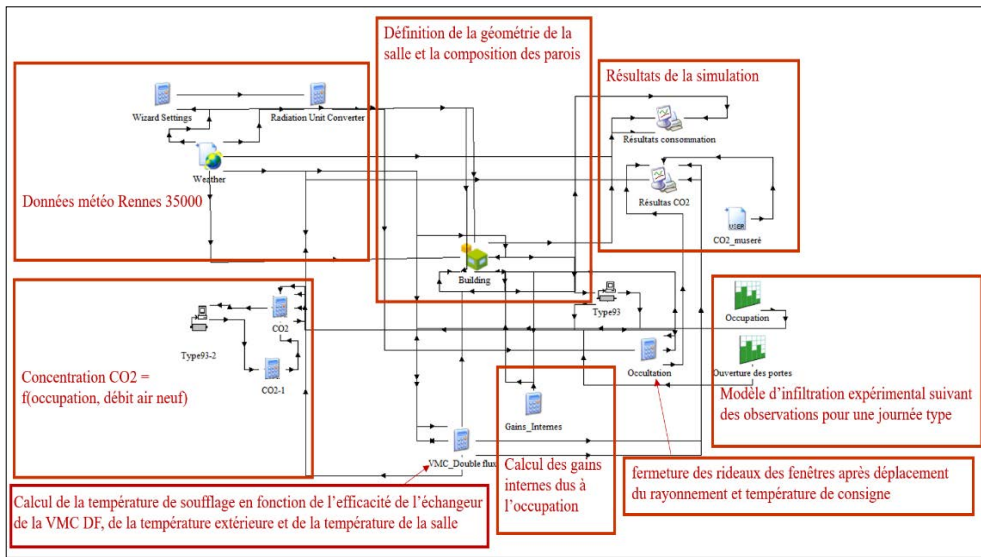 Définition de la géométrie de la
salle et la composition des parois
Résultats de la simulation
Wizard Settings
Radiation Unit Converter
Weather
Données météo Rennes 35000
Résultats consommation
Résultas CO2
USER
CO2_museré
Building
Type93
CO2
Type93-2
CO2-1
Concentration CO2 =
f(occupation, débit air neuf)
Occultation
Occupation
Ouverture des portes
Modèle d'infiltration expérimental suivant
des observations pour une journée type
Gains_Internes
VMC_Double flux
Calcul des gains
internes dus à
l'occupation
fermeture des rideaux des fenêtres après déplacement
du rayonnement et température de consigne
Calcul de la température de soufflage en fonction de l'efficacité de l'échangeur
de la VMC DF, de la température extérieure et de la température de la salle